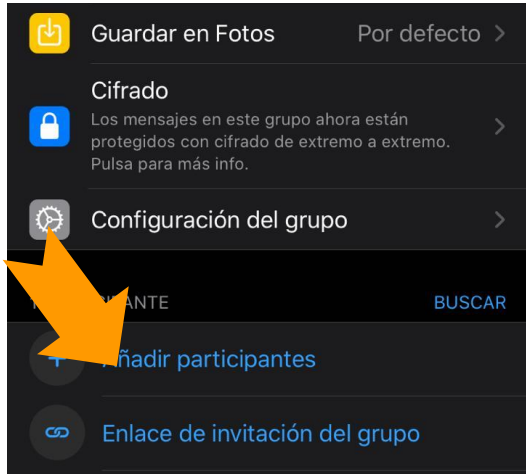 Guardar en Fotos Por defecto
Cifrado
Los mensajes en este grupo ahora están
protegidos con cifrado de extremo a extremo.
Pulsa para más info.
Configuración del grupo
BUSCAR
Añadir participantes
Enlace de invitación del grupo